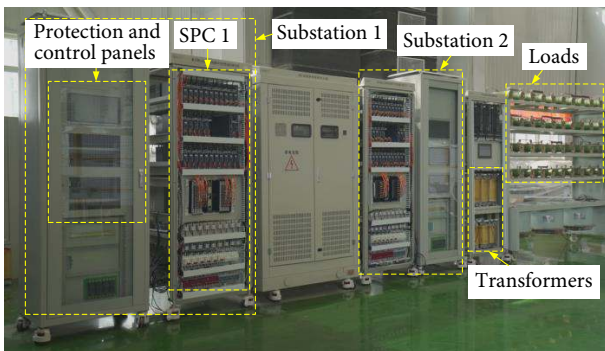 Protection and
control panels
SPC 1
Substation 1
Substation 2
Loads
Transformers